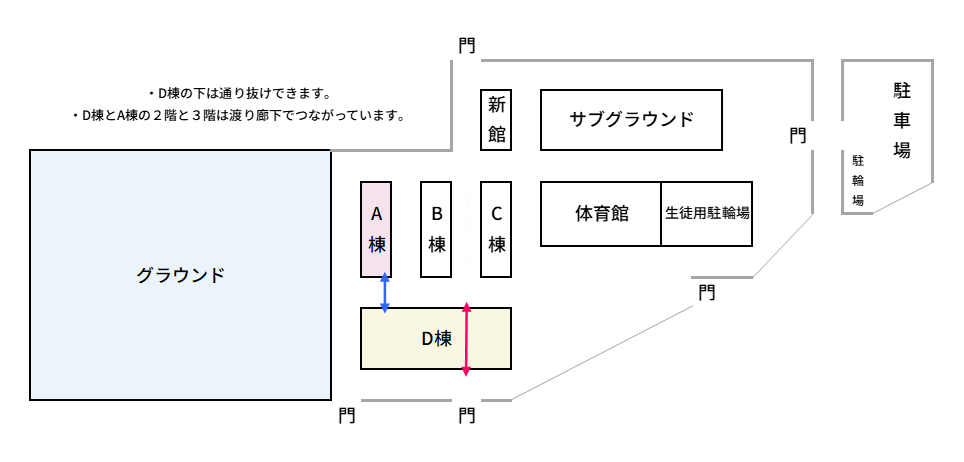 門
・D棟の下は通り抜けできます。
・D棟とA棟の２階と３階は渡り廊下でつながっています。
新館
サブグラウンド
門
駐車場
駐輪場
A棟
B棟
C棟
体育館
生徒用駐輪場
グラウンド
門
D棟
門
門